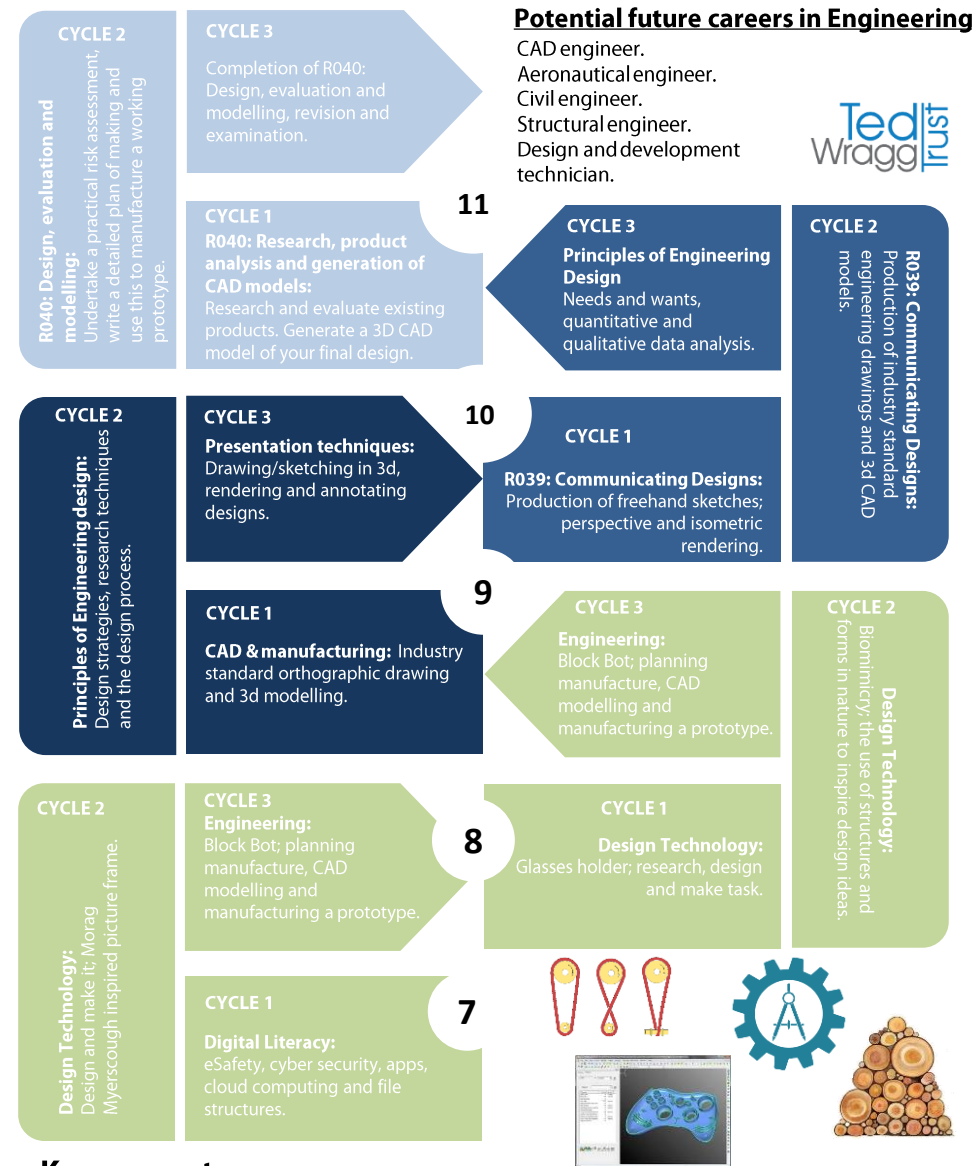 Potential future careers in Engineering
CAD engineer.
Aeronautical engineer.
Civil engineer.
Structural engineer.
Design and development
technician.
Ted
Wragg
Trust
CYCLE 2
R040: Design, evaluation and
modelling:
Undertake a practical risk assessment,
write a detailed plan of making and
use this to manufacture a working
prototype.
CYCLE 3
Completion of R040:
Design, evaluation and
modelling, revision and
examination.
11
CYCLE 1
R040: Research, product
analysis and generation of
CAD models:
Research and evaluate existing
products. Generate a 3D CAD
model of your final design.
CYCLE 3
Principles of Engineering
Design
Needs and wants,
quantitative and
qualitative data analysis.
CYCLE 2
R039: Communicating Designs:
Production of industry standard
engineering drawings and 3d CAD
models.
CYCLE 2
Principles of Engineering design:
Design strategies, research techniques
and the design process.
CYCLE 3
Presentation techniques:
Drawing/sketching in 3d,
rendering and annotating
designs.
10
CYCLE 1
R039: Communicating Designs:
Production of freehand sketches;
perspective and isometric
rendering.
9
CYCLE 1
CAD & manufacturing: Industry
standard orthographic drawing
and 3d modelling.
CYCLE 3
Engineering:
Block Bot; planning
manufacture, CAD
modelling and
manufacturing a prototype.
CYCLE 2
Design Technology:
Biomimicry; the use of structures and
forms in nature to inspire design ideas.
CYCLE 2
Design Technology:
Design and make it; Morag
Myerscough inspired picture frame.
CYCLE 3
Engineering:
Block Bot; planning
manufacture, CAD
modelling and
manufacturing a prototype.
8
CYCLE 1
Design Technology:
Glasses holder; research, design
and make task.
7
CYCLE 1
Digital Literacy:
eSafety, cyber security, apps,
cloud computing and file
structures.